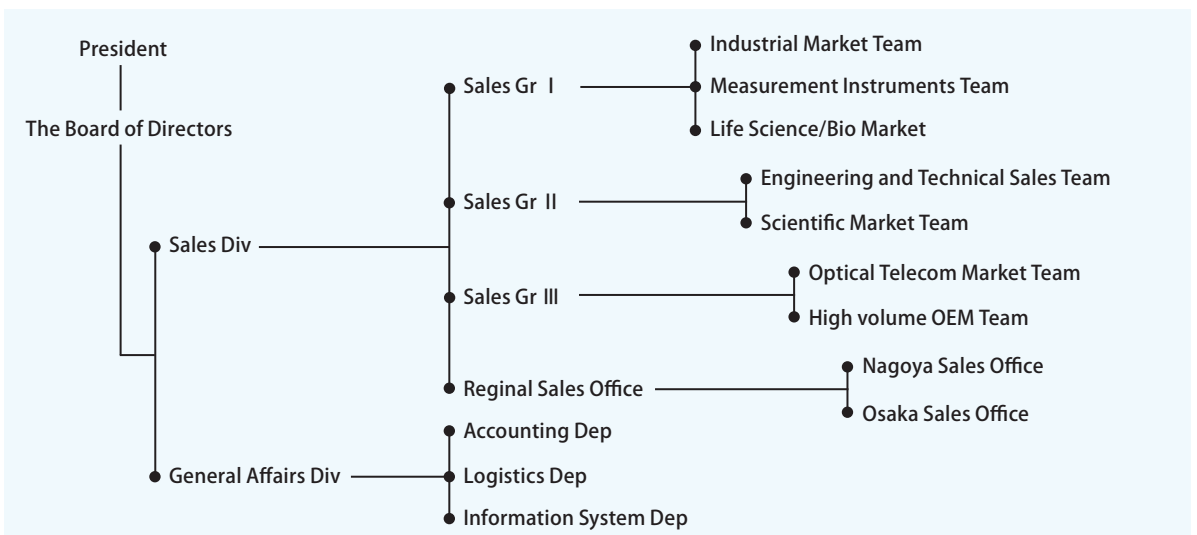 President
The Board of Directors
Sales Div
General Affairs Div
Sales Gr Ⅰ
Sales Gr Ⅱ
Sales Gr Ⅲ
Reginal Sales Office
Accounting Dep
Logistics Dep
Information System Dep
Industrial Market Team
Measurement Instruments Team
Life Science/Bio Market
Engineering and Technical Sales Team
Scientific Market Team
Optical Telecom Market Team
High volume OEM Team
Nagoya Sales Office
Osaka Sales Office